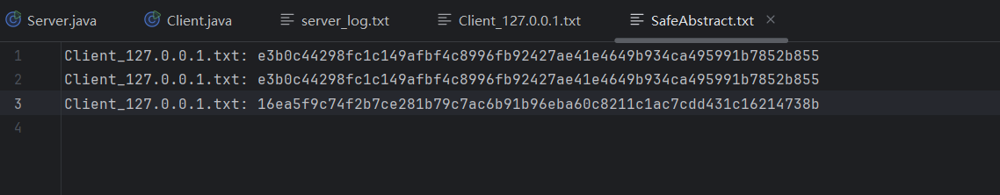 Server.java Client.java server_log.txt Client_127.0.0.1.txt SafeAbstract.txt
1 Client_127.0.0.1.txt: e3b0c44298fc1c149afbf4c8996fb92427ae41e4649b934ca495991b7852b855
2 Client_127.0.0.1.txt: e3b0c44298fc1c149afbf4c8996fb92427ae41e4649b934ca495991b7852b855
3 Client_127.0.0.1.txt: 16ea5f9c74f2b7ce281b79c7ac6b91b96eba60c8211c1ac7cdd431c16214738b
4